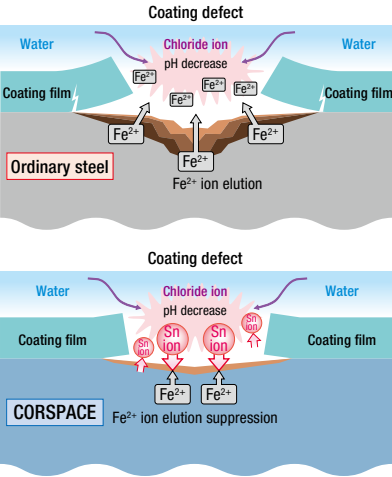 Coating defect
Water
Chloride ion
Water
pH decrease
Fe²⁺
Fe²⁺
Fe²⁺
Fe²⁺
Coating film
Coating film
Fe²⁺
Fe²⁺
Fe²⁺
Ordinary steel
Fe²⁺ ion elution
Coating defect
Water
Chloride ion
Water
pH decrease
Sn
ion
Sn
ion
Sn
ion
Sn
ion
Coating film
Coating film
Fe²⁺
Fe²⁺
CORSPACE
Fe²⁺ ion elution suppression